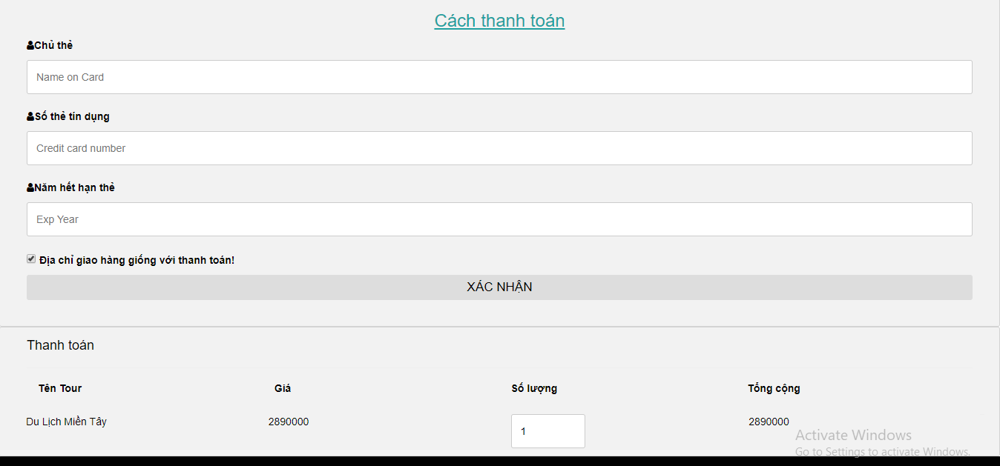 Cách thanh toán
Chủ thẻ
Name on Card
Số thẻ tín dụng
Credit card number
Năm hết hạn thẻ
Exp Year
Địa chỉ giao hàng giống với thanh toán!
XÁC NHẬN
Thanh toán
Tên Tour Giá Số lượng Tổng cộng
Du Lịch Miền Tây 2890000 1 2890000
Activate Windows
Go to Settings to activate Windows.